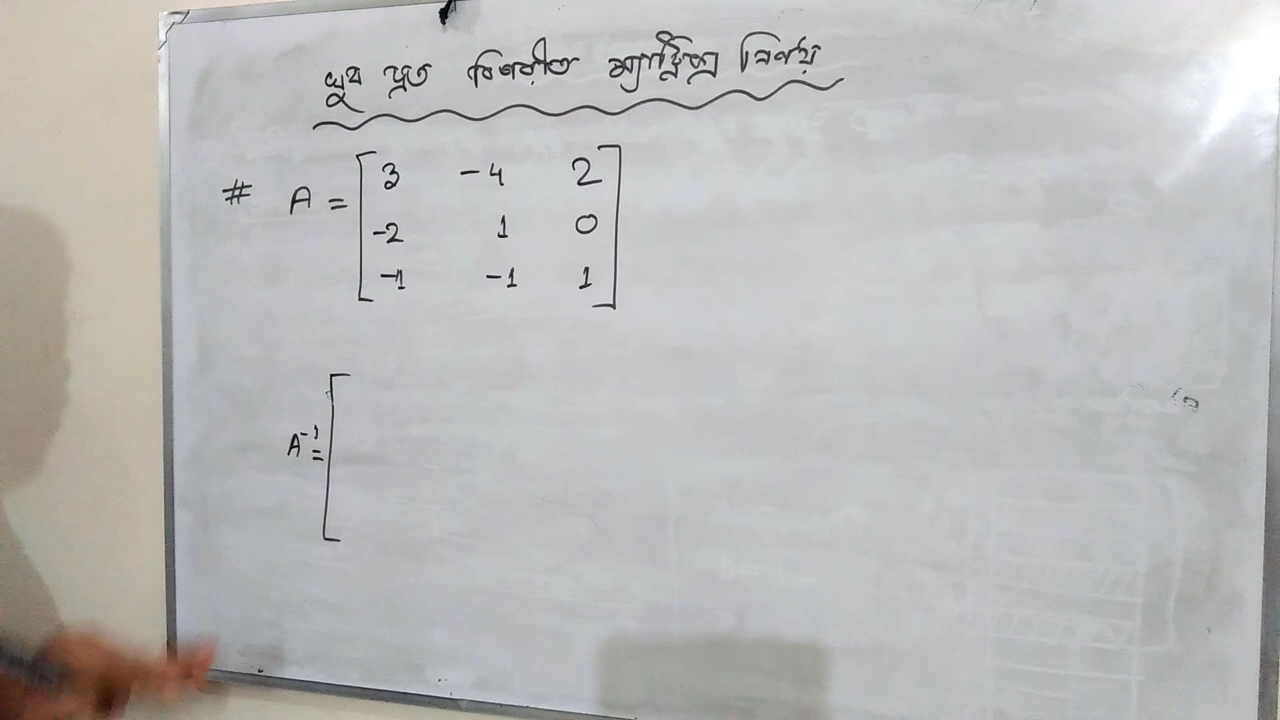 খুব দ্রুত বিপরীত ম্যাট্রিক্স নির্ণয়
# A = [ 3 -4 2
-2 1 0
-1 -1 1 ]
A⁻¹ = [